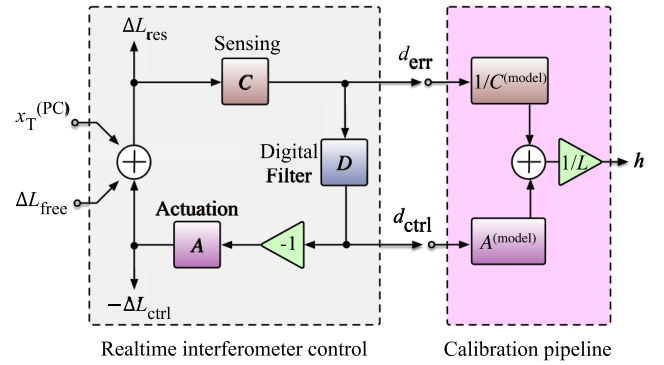 ΔL_res
Sensing
C
d_err
1/C^(model)
x_T^(PC)
Digital
Filter
D
1/L
h
ΔL_free
Actuation
A
-1
d_ctrl
A^(model)
−ΔL_ctrl
Realtime interferometer control
Calibration pipeline